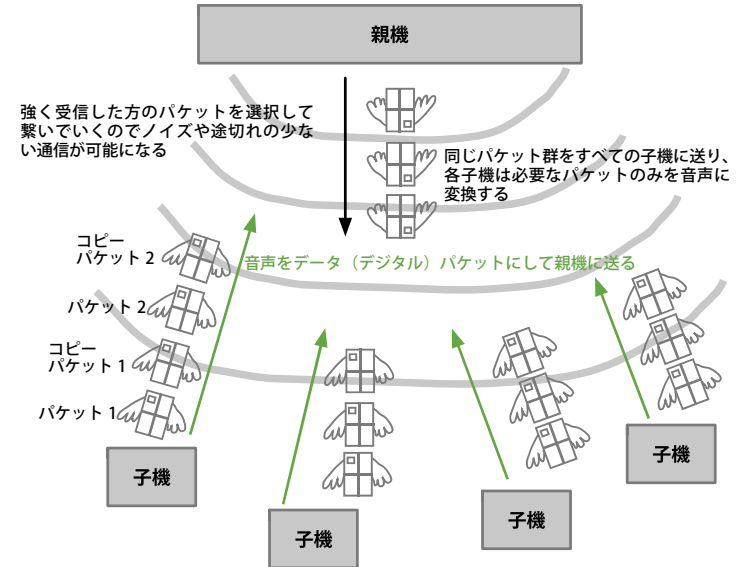 親機
強く受信した方のパケットを選択して
繋いでいくのでノイズや途切れの少な
い通信が可能になる
同じパケット群をすべての子機に送り、
各子機は必要なパケットのみを音声に
変換する
音声をデータ（デジタル）パケットにして親機に送る
コピー
パケット 2
パケット 2
コピー
パケット 1
パケット 1
子機
子機
子機
子機